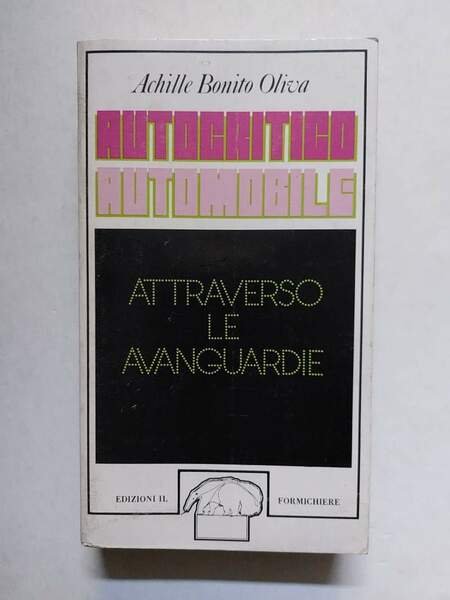 Achille Bonito Oliva
AUTOCRITICO
AUTOMOBILE
ATTRAVERSO
LE
AVANGUARDIE
EDIZIONI IL FORMICHIERE